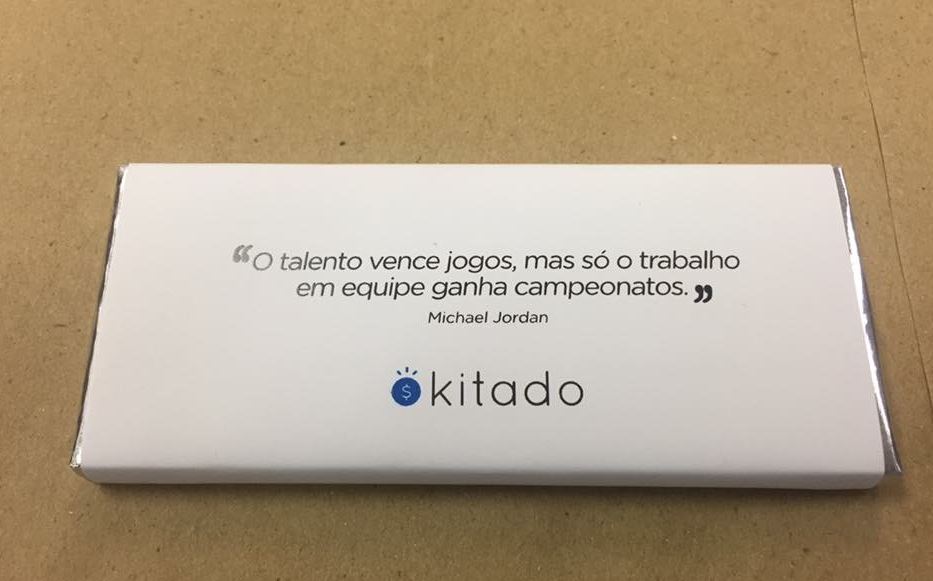 “O talento vence jogos, mas só o trabalho
em equipe ganha campeonatos.”
Michael Jordan
$ kitado